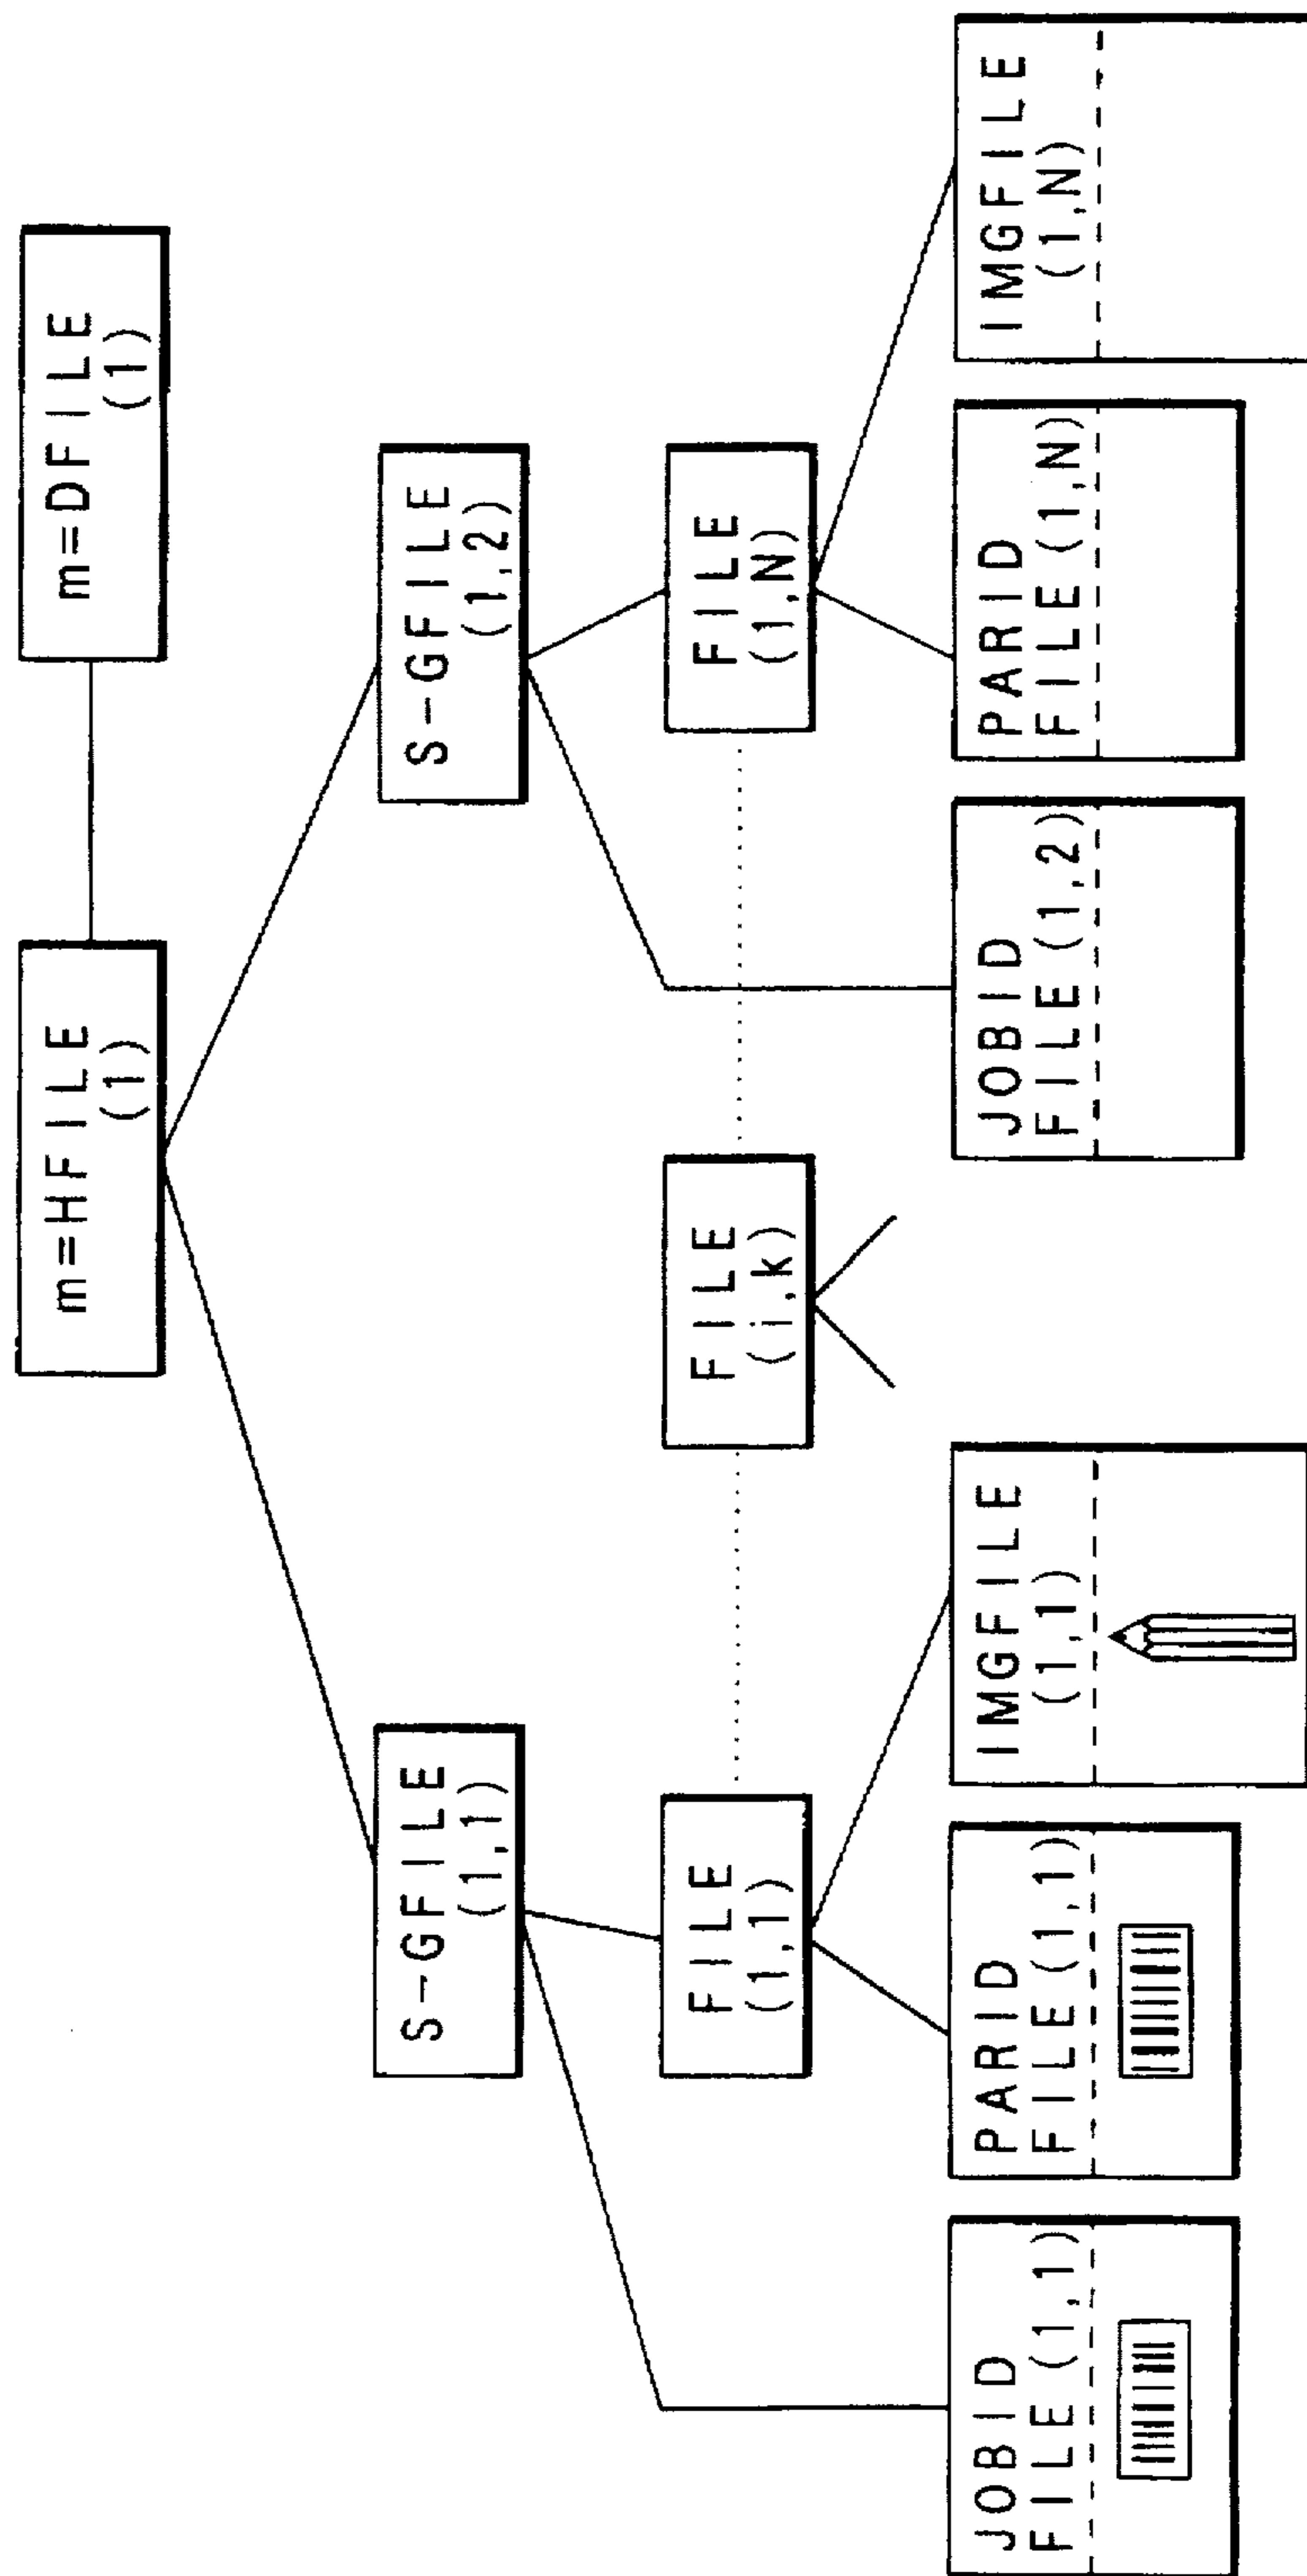 m=HFILE
(1)
m=DFILE
(1)
S-GFILE
(1,1)
S-GFILE
(1,2)
FILE
(1,1)
FILE
(i,k)
FILE
(1,N)
JOBID
FILE(1,1)
PARID
FILE(1,1)
IMGFILE
(1,1)
JOBID
FILE(1,2)
PARID
FILE(1,N)
IMGFILE
(1,N)